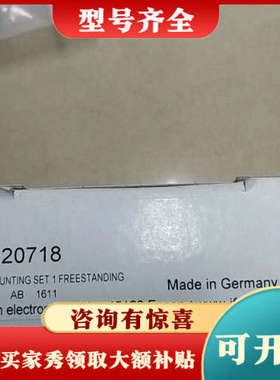 型号齐全
20718
UNTING SET 1 FREESTANDING
AB 1611
Made in Germany
n electro
咨询有惊喜
买家秀领取大额补贴
可开